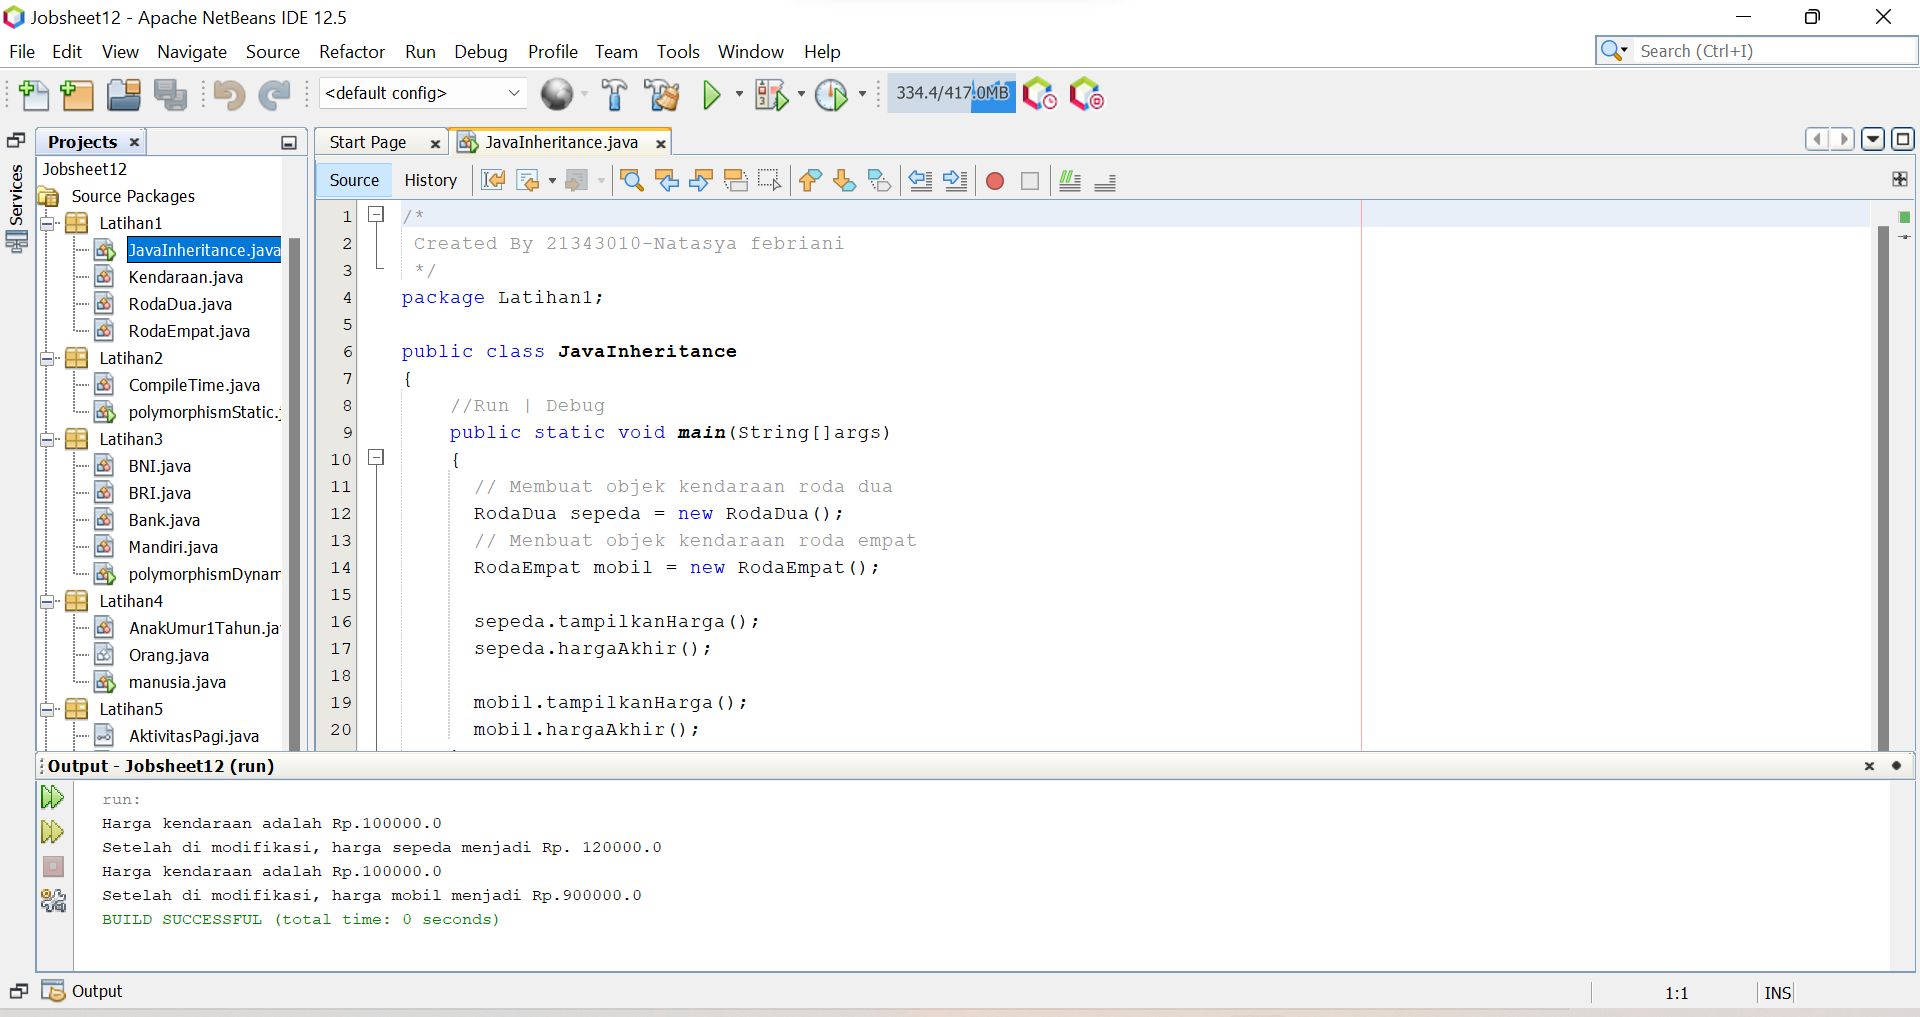 Jobsheet12 - Apache NetBeans IDE 12.5
File Edit View Navigate Source Refactor Run Debug Profile Team Tools Window Help
Search (Ctrl+I)
<default config>
334.4/417.0MB
Services
Projects
Jobsheet12
Source Packages
Latihan1
JavaInheritance.java
Kendaraan.java
RodaDua.java
RodaEmpat.java
Latihan2
CompileTime.java
polymorphismStatic.j
Latihan3
BNI.java
BRI.java
Bank.java
Mandiri.java
polymorphismDynam
Latihan4
AnakUmur1Tahun.ja
Orang.java
manusia.java
Latihan5
AktivitasPagi.java
Start Page
JavaInheritance.java
Source History
1 /*
2 Created By 21343010-Natasya febriani
3 */
4 package Latihan1;
5
6 public class JavaInheritance
7 {
8 //Run | Debug
9 public static void main(String[]args)
10 {
11 // Membuat objek kendaraan roda dua
12 RodaDua sepeda = new RodaDua();
13 // Menbuat objek kendaraan roda empat
14 RodaEmpat mobil = new RodaEmpat();
15
16 sepeda.tampilkanHarga();
17 sepeda.hargaAkhir();
18
19 mobil.tampilkanHarga();
20 mobil.hargaAkhir();
Output - Jobsheet12 (run)
run:
Harga kendaraan adalah Rp.100000.0
Setelah di modifikasi, harga sepeda menjadi Rp. 120000.0
Harga kendaraan adalah Rp.100000.0
Setelah di modifikasi, harga mobil menjadi Rp.900000.0
BUILD SUCCESSFUL (total time: 0 seconds)
Output
1:1
INS